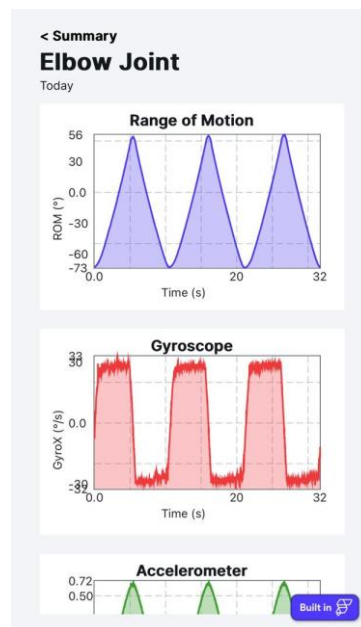 < Summary
Elbow Joint
Today
Range of Motion
56
30
0.0
-30
-60
-73
ROM (°)
0.0 20 32
Time (s)
Gyroscope
33
30
0.0
-30
GyroX (°/s)
0.0 20 32
Time (s)
Accelerometer
0.72
0.50
Built in